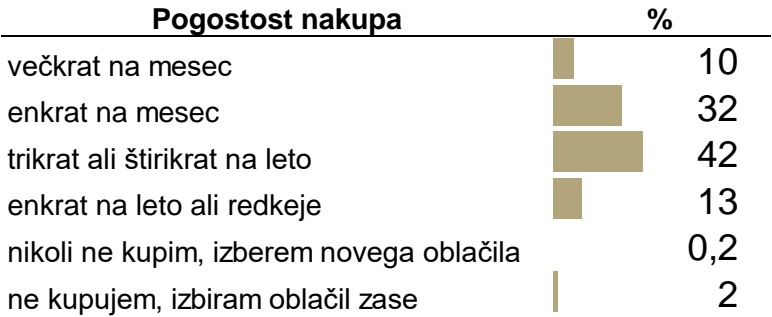 Pogostost nakupa %
večkrat na mesec 10
enkrat na mesec 32
trikrat ali štirikrat na leto 42
enkrat na leto ali redkeje 13
nikoli ne kupim, izberem novega oblačila 0,2
ne kupujem, izbiram oblačil zase 2